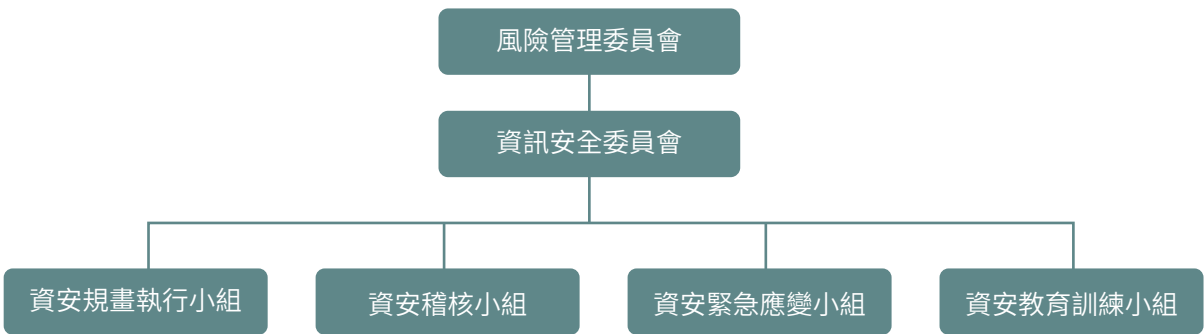 風險管理委員會
資訊安全委員會
資安規畫執行小組
資安稽核小組
資安緊急應變小組
資安教育訓練小組